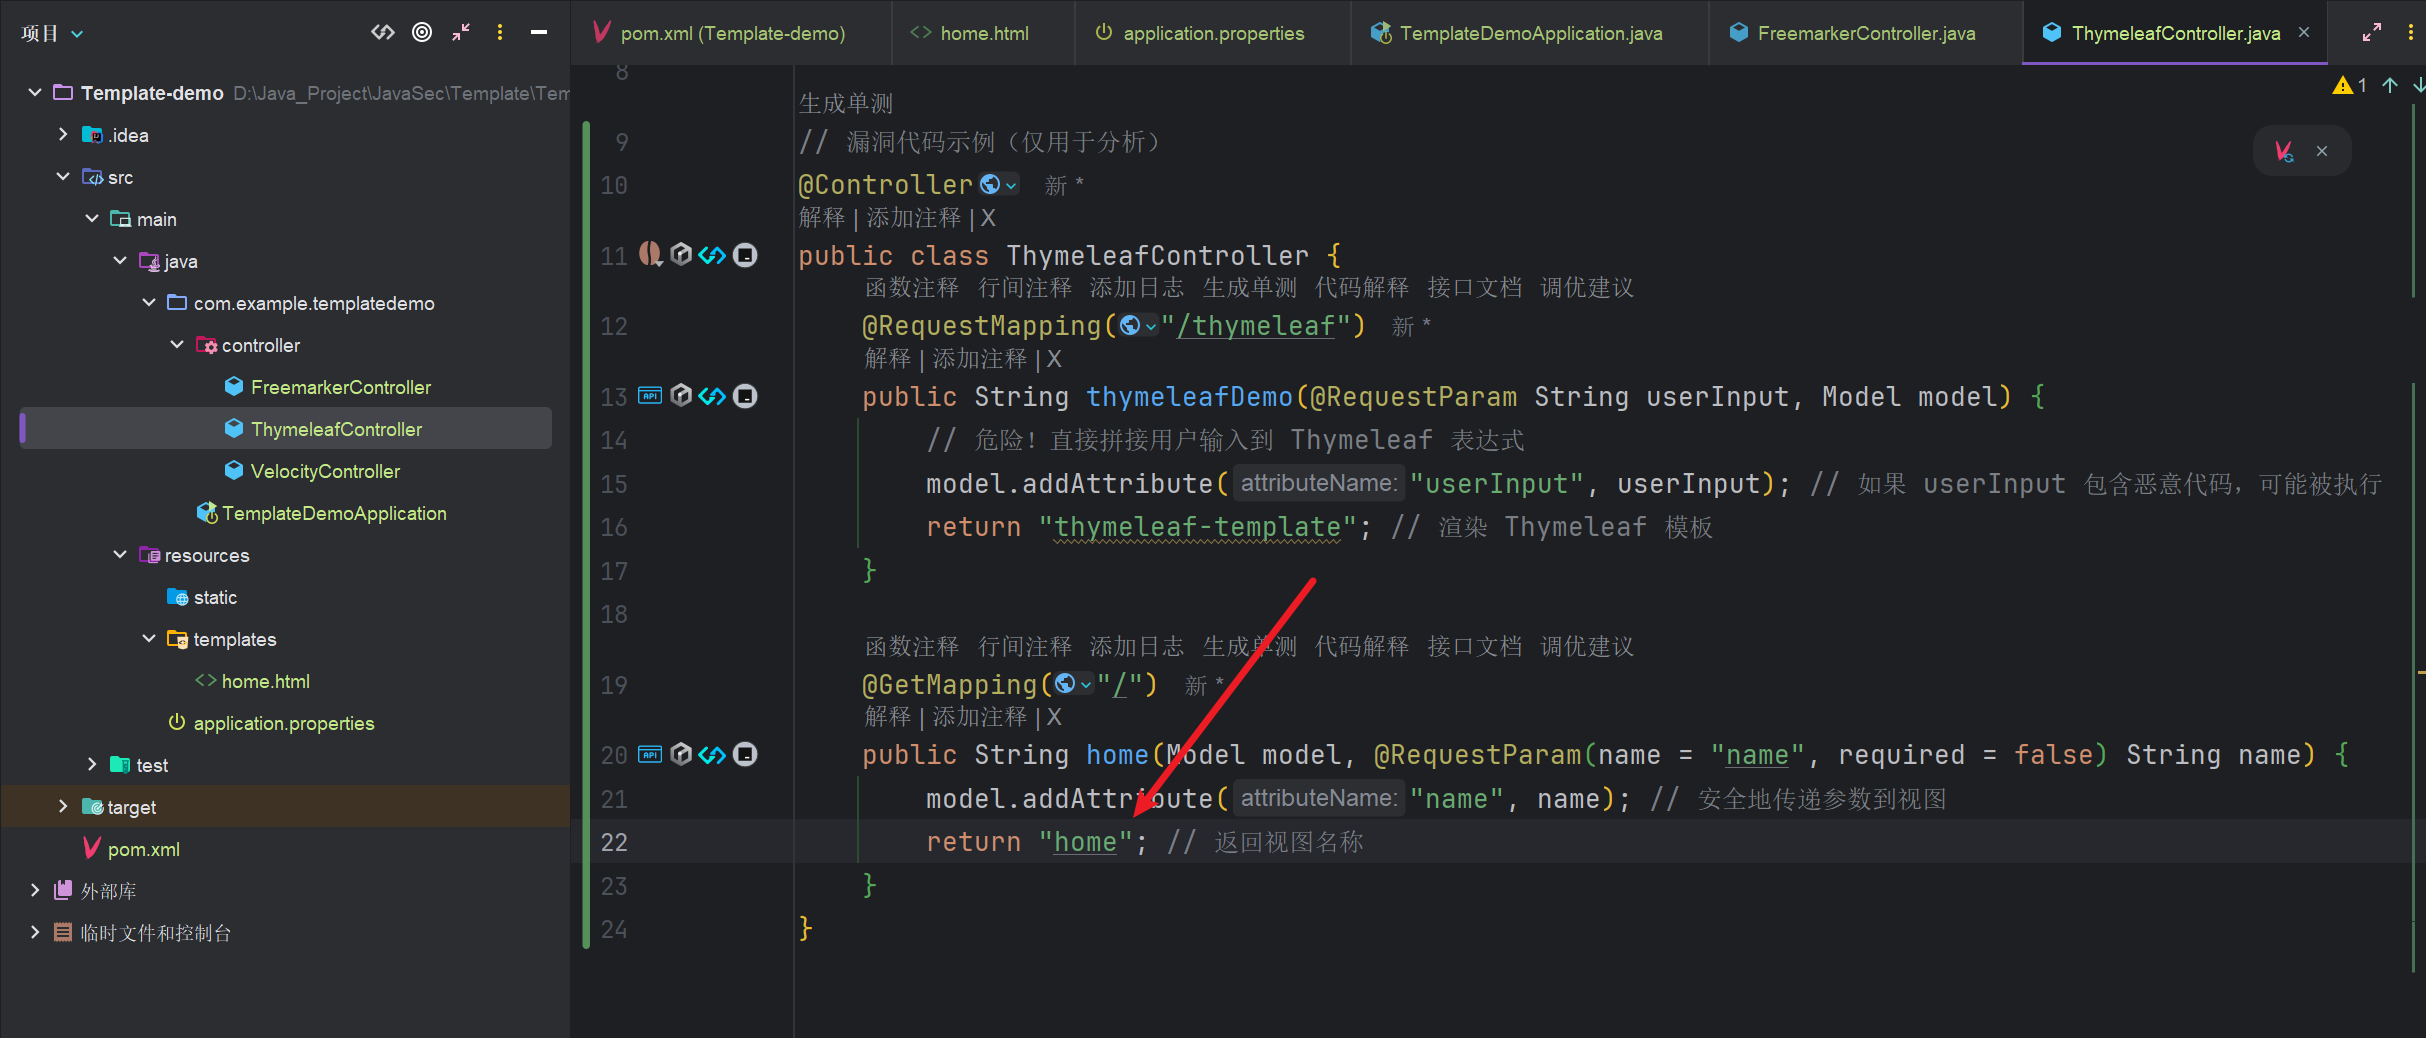 项目
pom.xml (Template-demo)
home.html
application.properties
TemplateDemoApplication.java
FreemarkerController.java
ThymeleafController.java
Template-demo D:\Java_Project\JavaSec\Template\Tem
.idea
src
main
java
com.example.templatedemo
controller
FreemarkerController
ThymeleafController
VelocityController
TemplateDemoApplication
resources
static
templates
home.html
application.properties
test
target
pom.xml
外部库
临时文件和控制台
1
8
生成单测
9 // 漏洞代码示例（仅用于分析）
10 @Controller 新 *
解释 | 添加注释 | X
11 public class ThymeleafController {
函数注释 行间注释 添加日志 生成单测 代码解释 接口文档 调优建议
12 @RequestMapping("/thymeleaf") 新 *
解释 | 添加注释 | X
13 public String thymeleafDemo(@RequestParam String userInput, Model model) {
14 // 危险！直接拼接用户输入到 Thymeleaf 表达式
15 model.addAttribute( attributeName: "userInput", userInput); // 如果 userInput 包含恶意代码，可能被执行
16 return "thymeleaf-template"; // 渲染 Thymeleaf 模板
17 }
18
函数注释 行间注释 添加日志 生成单测 代码解释 接口文档 调优建议
19 @GetMapping("/") 新 *
解释 | 添加注释 | X
20 public String home(Model model, @RequestParam(name = "name", required = false) String name) {
21 model.addAttribute( attributeName: "name", name); // 安全地传递参数到视图
22 return "home"; // 返回视图名称
23 }
24 }